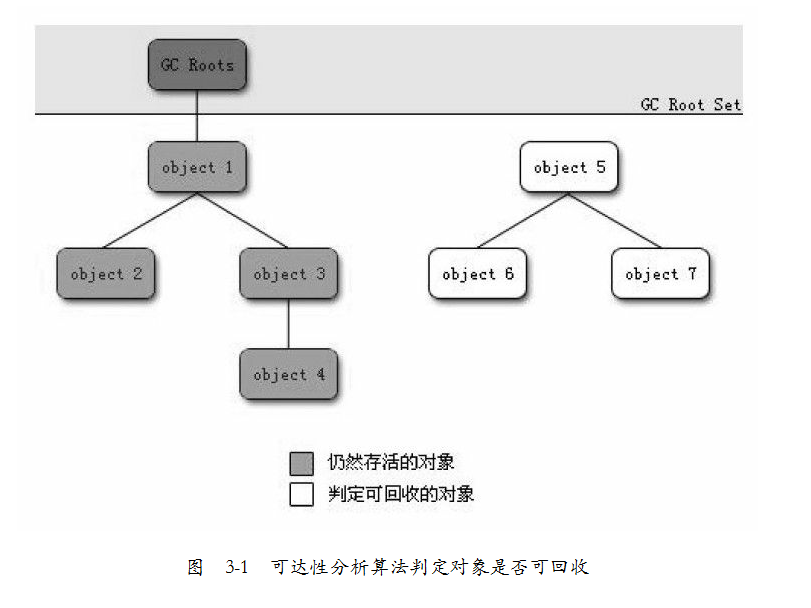 GC Roots
GC Root Set
object 1
object 5
object 2
object 3
object 6
object 7
object 4
仍然存活的对象
判定可回收的对象
图 3-1 可达性分析算法判定对象是否可回收